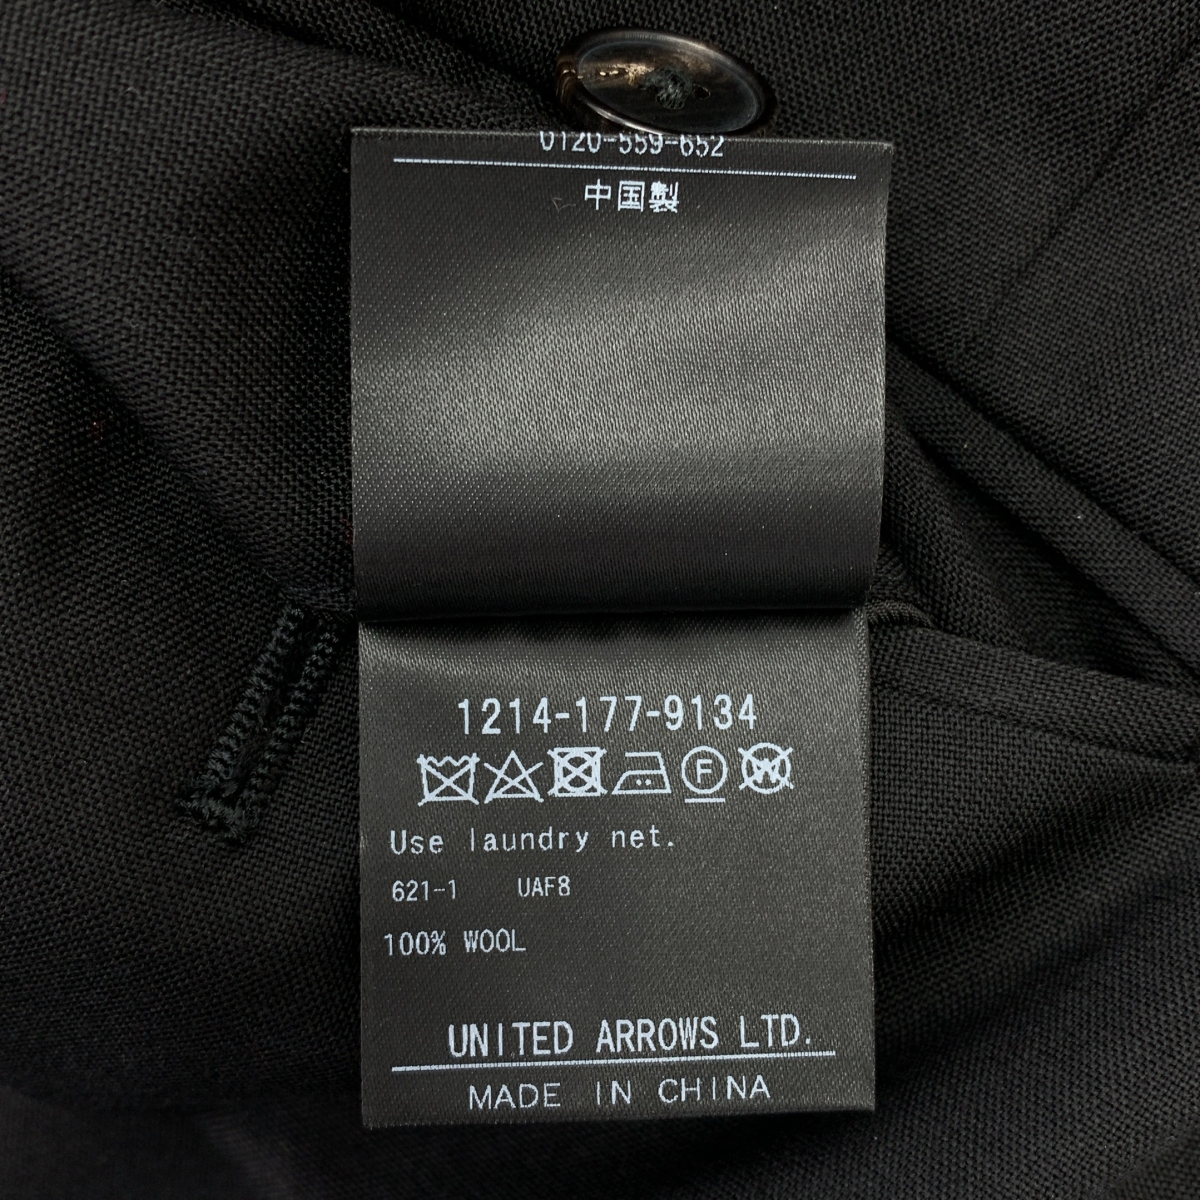 0120-559-652
中国製
1214-177-9134
F W
Use laundry net.
621-1 UAF8
100% WOOL
UNITED ARROWS LTD.
MADE IN CHINA